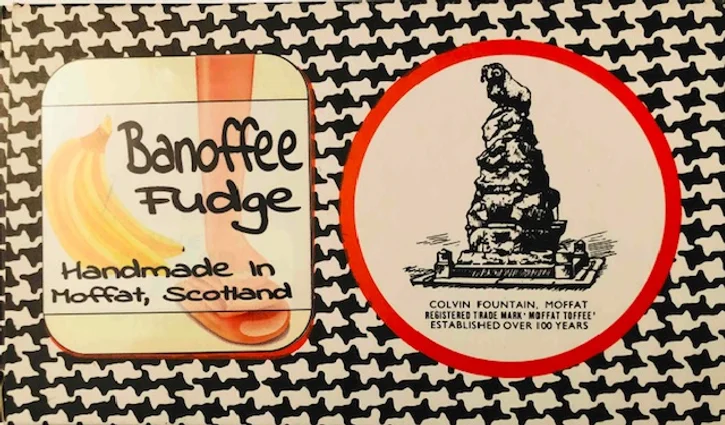 Banoffee
Fudge
Handmade in
Moffat, Scotland
COLVIN FOUNTAIN, MOFFAT
REGISTERED TRADE MARK 'MOFFAT TOFFEE'
ESTABLISHED OVER 100 YEARS